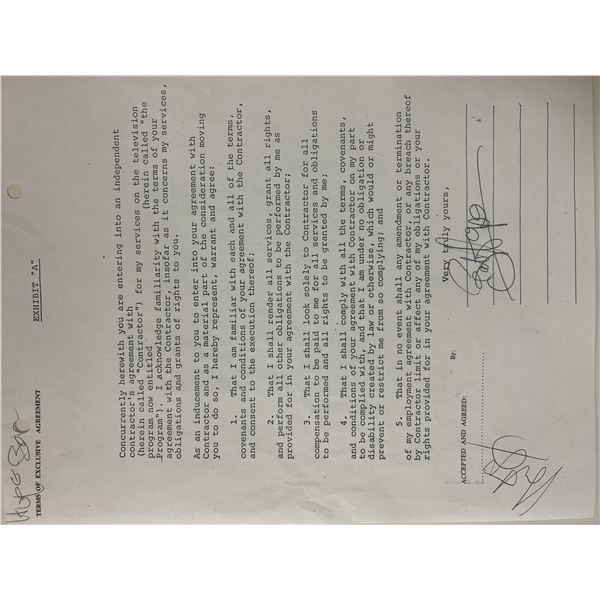 TERMS OF EXCLUSIVE AGREEMENT
EXHIBIT "A"
Concurrently herewith you are entering into an independent
contractor's agreement with
(herein called "Contractor") for my services on the television
program now entitled (herein called "the
Program"). I acknowledge familiarity with the terms of your
agreement with the Contractor, insofar as it concerns my services,
obligations and grants of rights to you.
As an inducement to you to enter into your agreement with
Contractor and as a material part of the consideration moving
you to do so, I hereby represent, warrant and agree:
1. That I am familiar with each and all of the terms,
covenants and conditions of your agreement with the Contractor,
and consent to the execution thereof;
2. That I shall render all services, grant all rights,
and perform all other obligations to be performed by me as
provided for in your agreement with the Contractor;
3. That I shall look solely to Contractor for all
compensation to be paid to me for all services and obligations
to be performed and all rights to be granted by me;
4. That I shall comply with all the terms, covenants,
and conditions of your agreement with Contractor on my part
to be complied with, and that I am under no obligation or
disability created by law or otherwise, which would or might
prevent or restrict me from so complying; and
5. That in no event shall any amendment or termination
of my employment agreement with Contractor, or any breach thereof
by Contractor limit or affect any of my obligations or your
rights provided for in your agreement with Contractor.
Very truly yours,
By:
ACCEPTED AND AGREED: